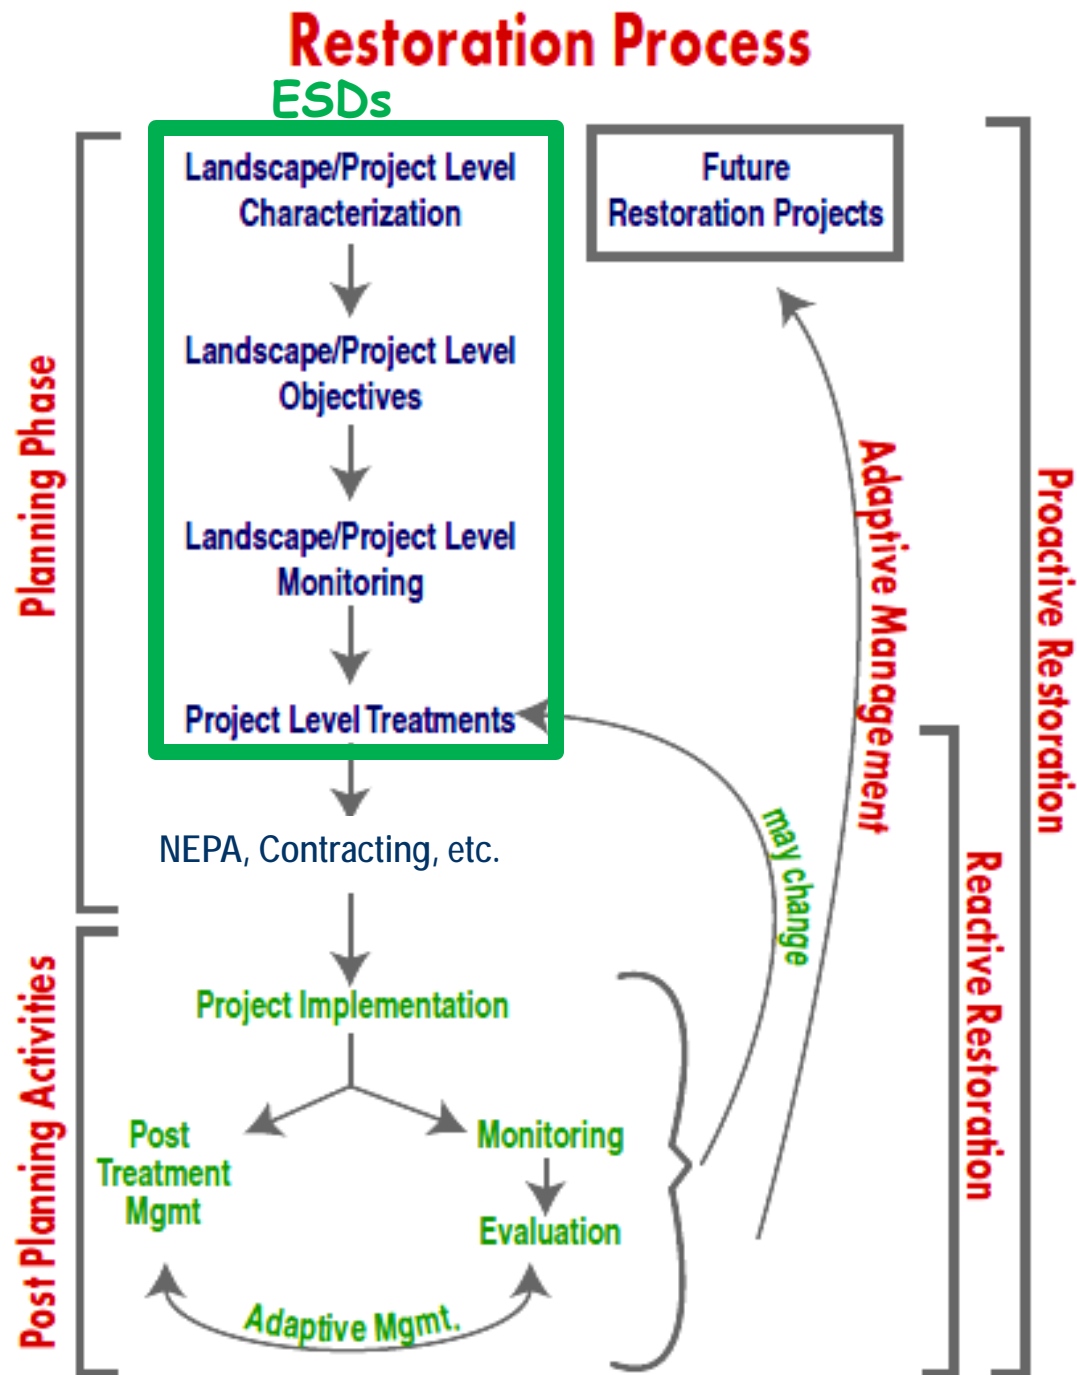 Restoration Process
ESDs
Landscape/Project Level
Characterization
Future
Restoration Projects
Landscape/Project Level
Objectives
Landscape/Project Level
Monitoring
Project Level Treatments
NEPA, Contracting, etc.
Planning Phase
Adaptive Management
Proactive Restoration
may change
Reactive Restoration
Post Planning Activities
Project Implementation
Post
Treatment
Mgmt
Monitoring
Evaluation
Adaptive Mgmt.